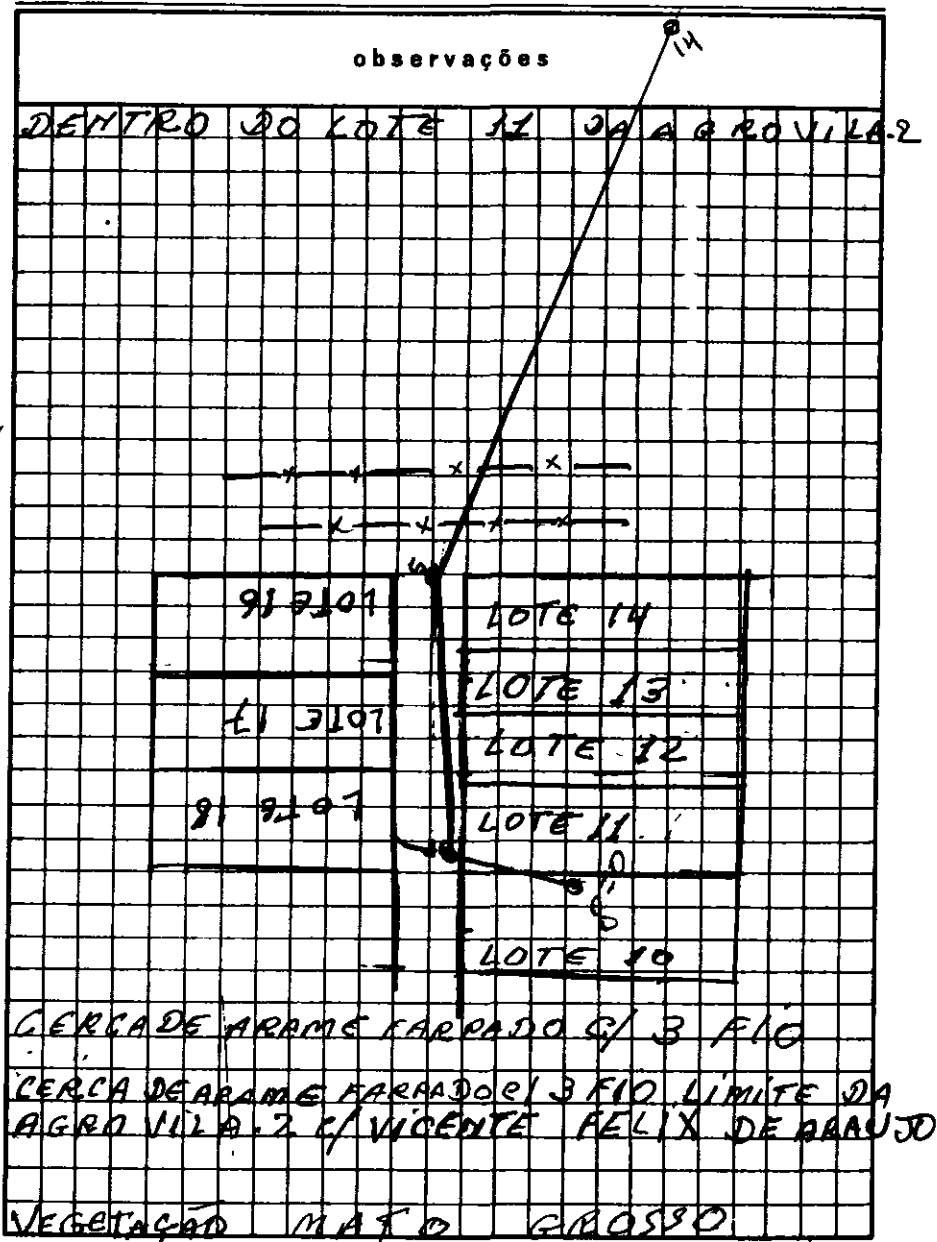 observações
14
DENTRO DO LOTE 11 DA AGROVILA-2
LOTE 16
LOTE 14
LOTE 13
LOTE 17
LOTE 12
LOTE 18
LOTE 11
LOTE 10
CERCA DE ARAME FARPADO C/ 3 FIO
CERCA DE ARAME FARPADO C/ 3 FIO LIMITE DA
AGROVILA-2 C/ VICENTE FELIX DE ARAUJO
VEGETAÇÃO MATO GROSSO